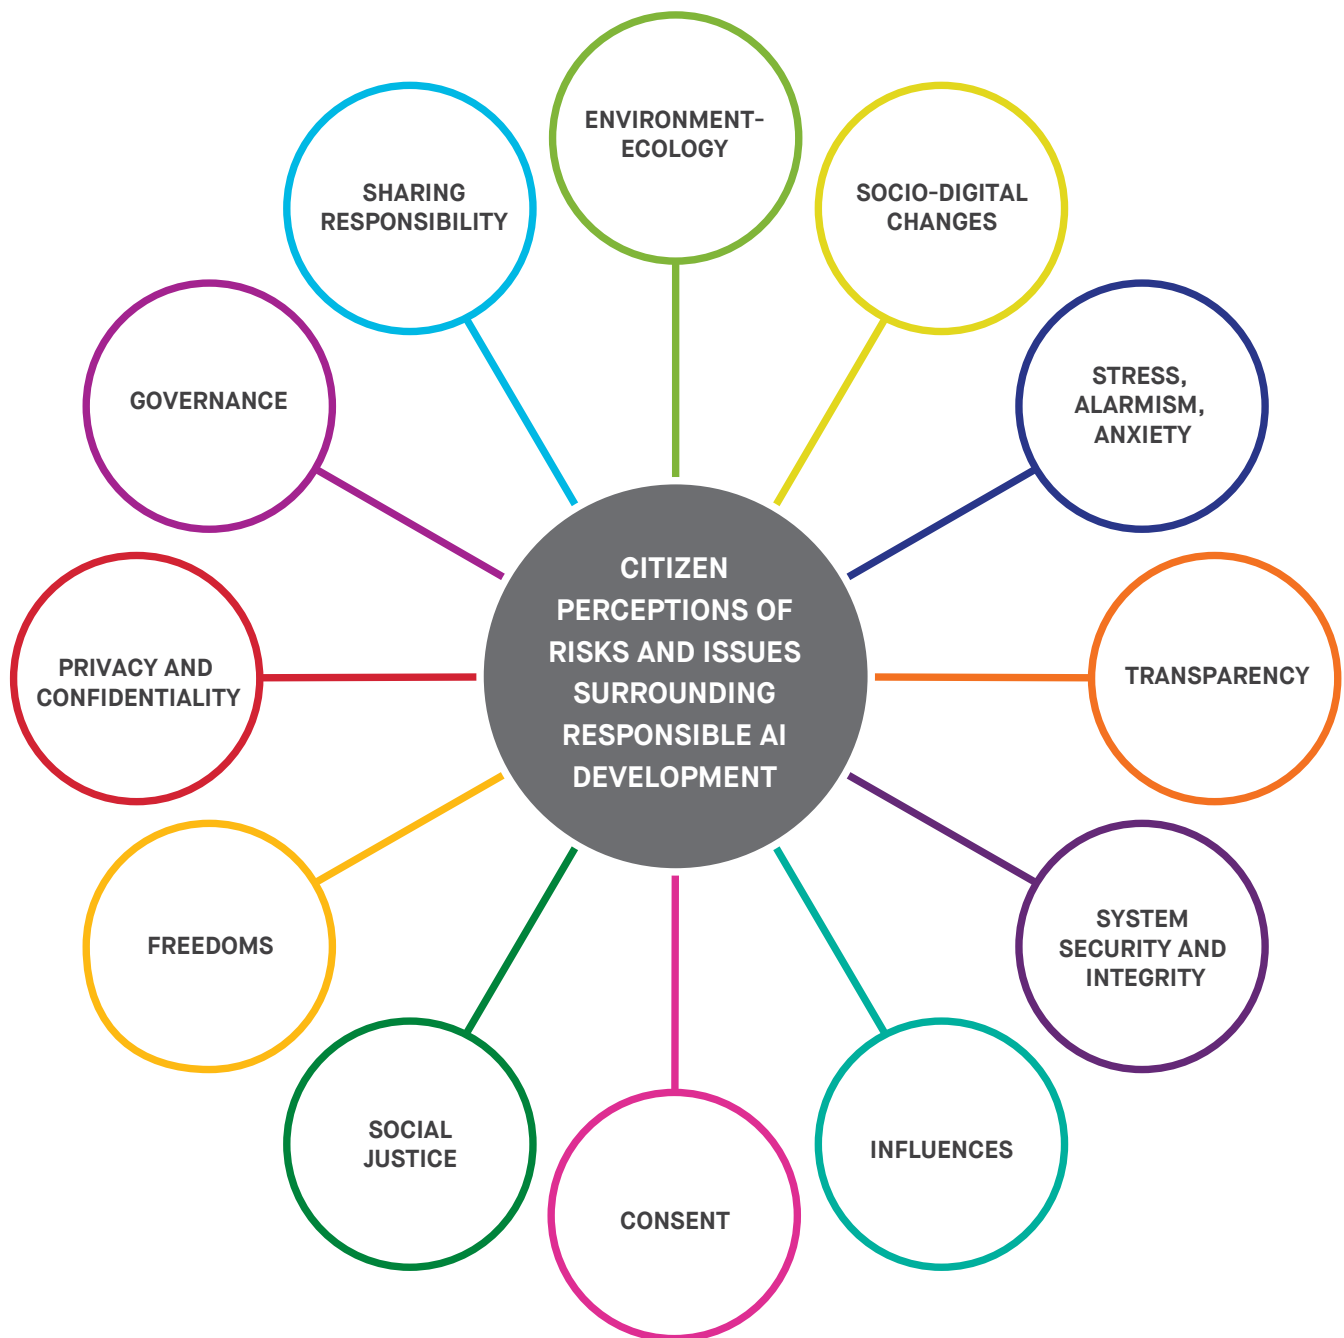 ENVIRONMENT-
ECOLOGY
SOCIO-DIGITAL
CHANGES
STRESS,
ALARMISM,
ANXIETY
TRANSPARENCY
SYSTEM
SECURITY AND
INTEGRITY
INFLUENCES
CONSENT
SOCIAL
JUSTICE
FREEDOMS
PRIVACY AND
CONFIDENTIALITY
GOVERNANCE
SHARING
RESPONSIBILITY
CITIZEN
PERCEPTIONS OF
RISKS AND ISSUES
SURROUNDING
RESPONSIBLE AI
DEVELOPMENT